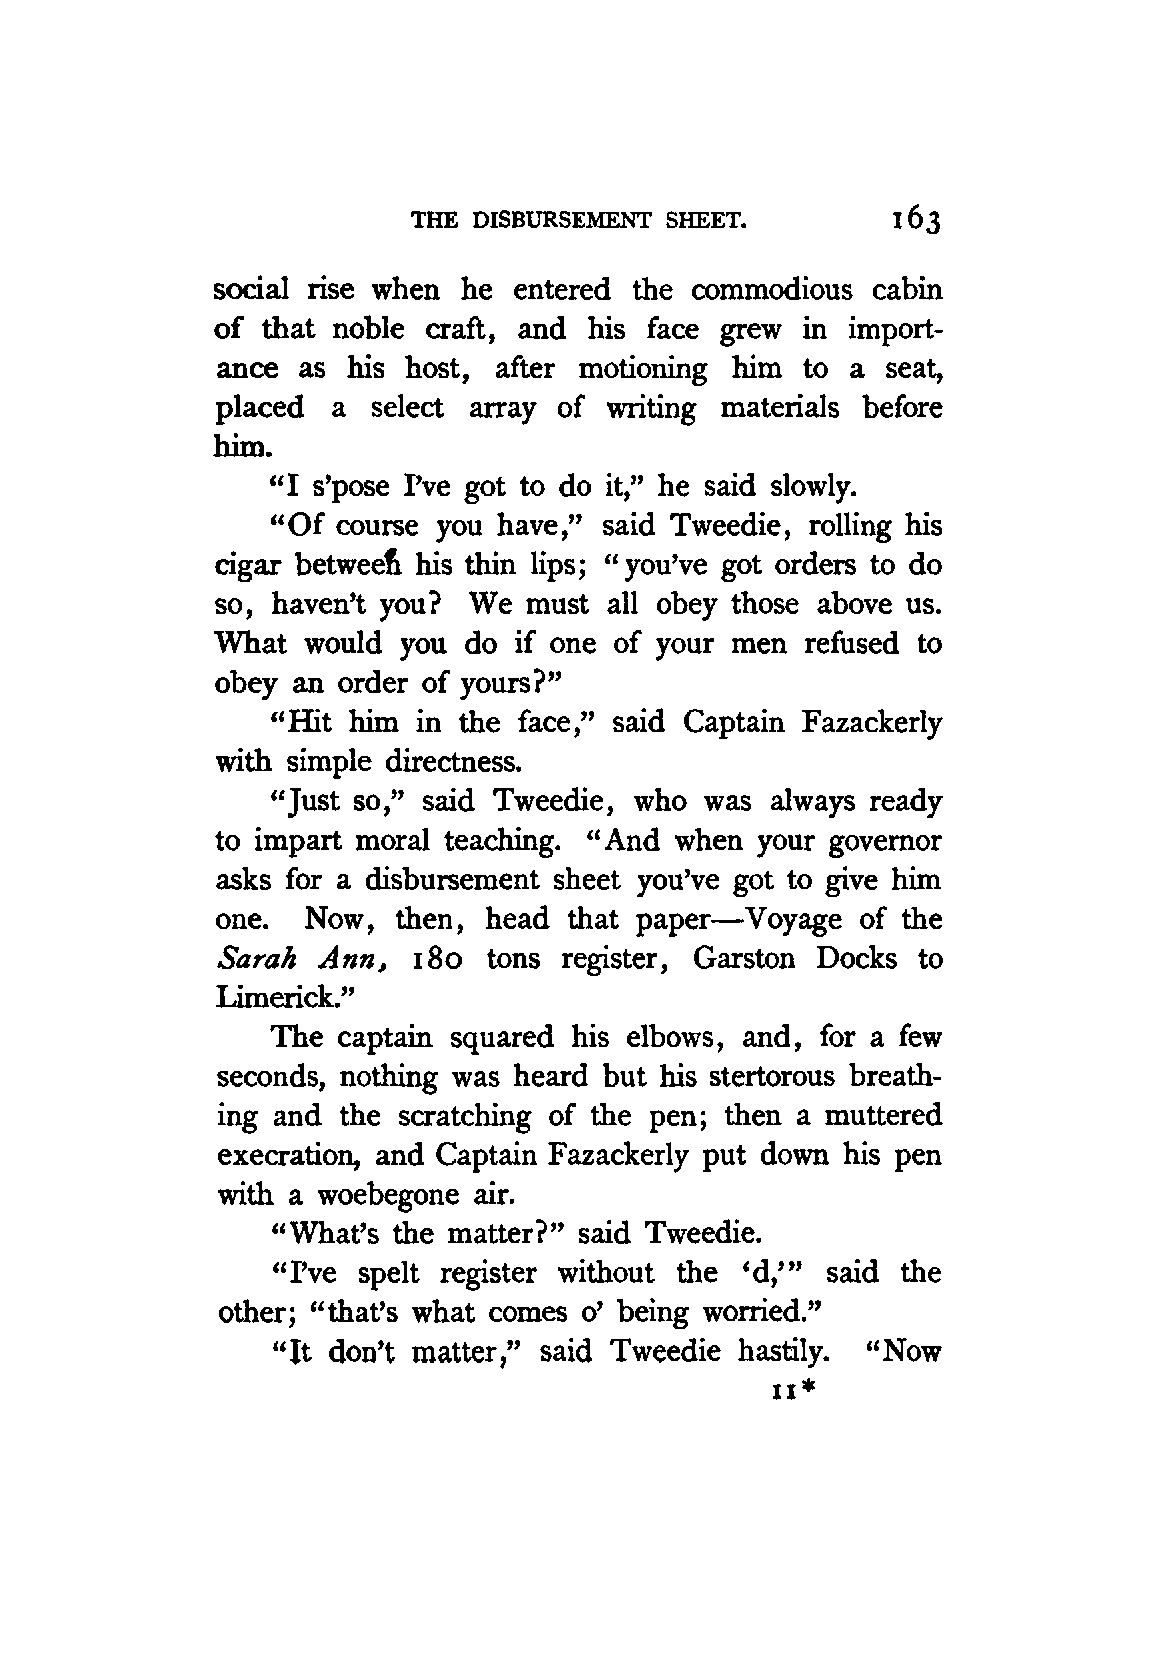 THE DISBURSEMENT SHEET. 163
social rise when he entered the commodious cabin
of that noble craft, and his face grew in import-
ance as his host, after motioning him to a seat,
placed a select array of writing materials before
him.
“I s’pose I’ve got to do it,” he said slowly.
“Of course you have,” said Tweedie, rolling his
cigar between his thin lips; “you’ve got orders to do
so, haven’t you? We must all obey those above us.
What would you do if one of your men refused to
obey an order of yours?”
“Hit him in the face,” said Captain Fazackerly
with simple directness.
“Just so,” said Tweedie, who was always ready
to impart moral teaching. “And when your governor
asks for a disbursement sheet you’ve got to give him
one. Now, then, head that paper—Voyage of the
Sarah Ann, 180 tons register, Garston Docks to
Limerick.”
The captain squared his elbows, and, for a few
seconds, nothing was heard but his stertorous breath-
ing and the scratching of the pen; then a muttered
execration, and Captain Fazackerly put down his pen
with a woebegone air.
“What’s the matter?” said Tweedie.
“I’ve spelt register without the ‘d,’” said the
other; “that’s what comes o’ being worried.”
“It don’t matter,” said Tweedie hastily. “Now
11*